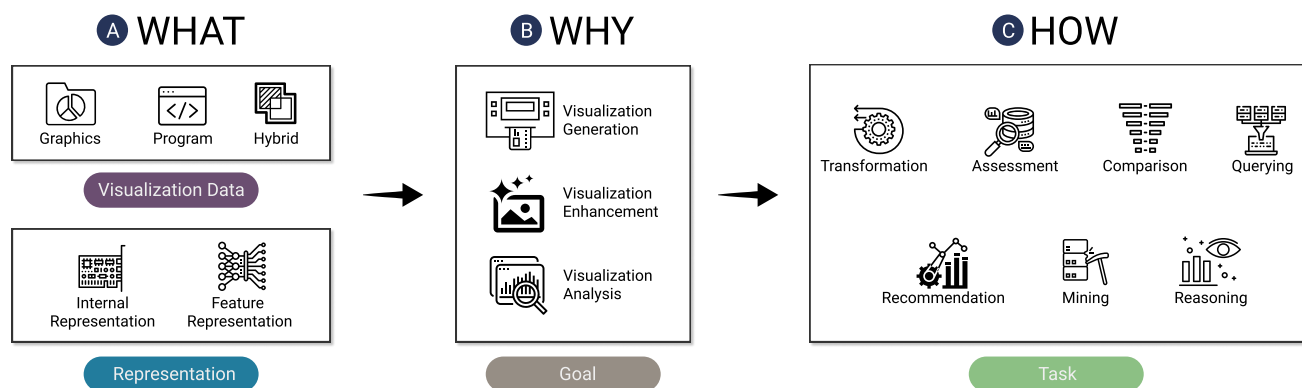 A WHAT
Graphics
Program
Hybrid
Visualization Data
Internal
Representation
Feature
Representation
Representation
B WHY
Visualization
Generation
Visualization
Enhancement
Visualization
Analysis
Goal
C HOW
Transformation
Assessment
Comparison
Querying
Recommendation
Mining
Reasoning
Task